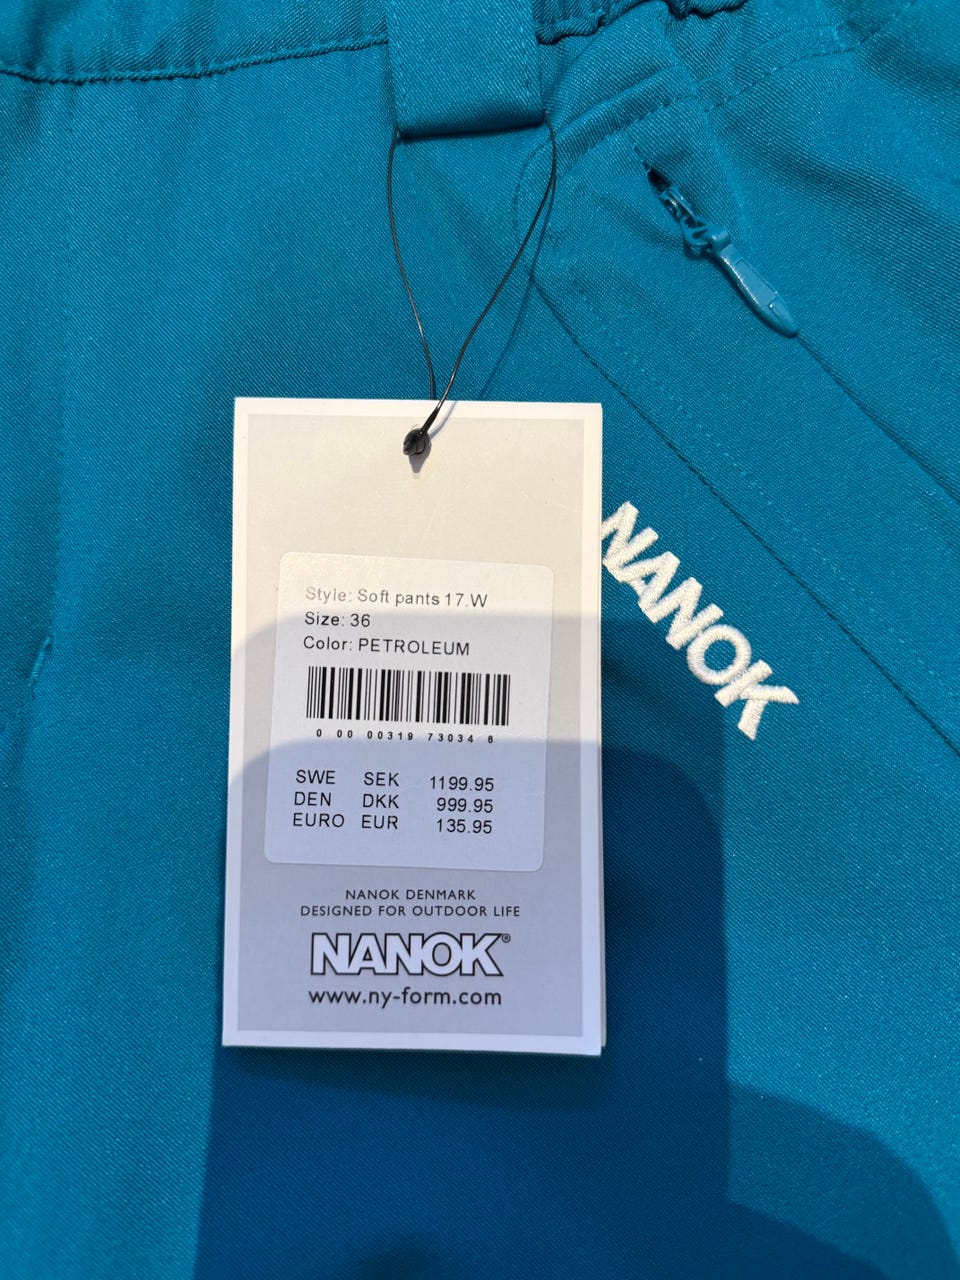 Style: Soft pants 17.W
Size: 36
Color: PETROLEUM
0 00 00319 73034 6
SWE SEK 1199.95
DEN DKK 999.95
EURO EUR 135.95
NANOK DENMARK
DESIGNED FOR OUTDOOR LIFE
NANOK®
www.ny-form.com
NANOK